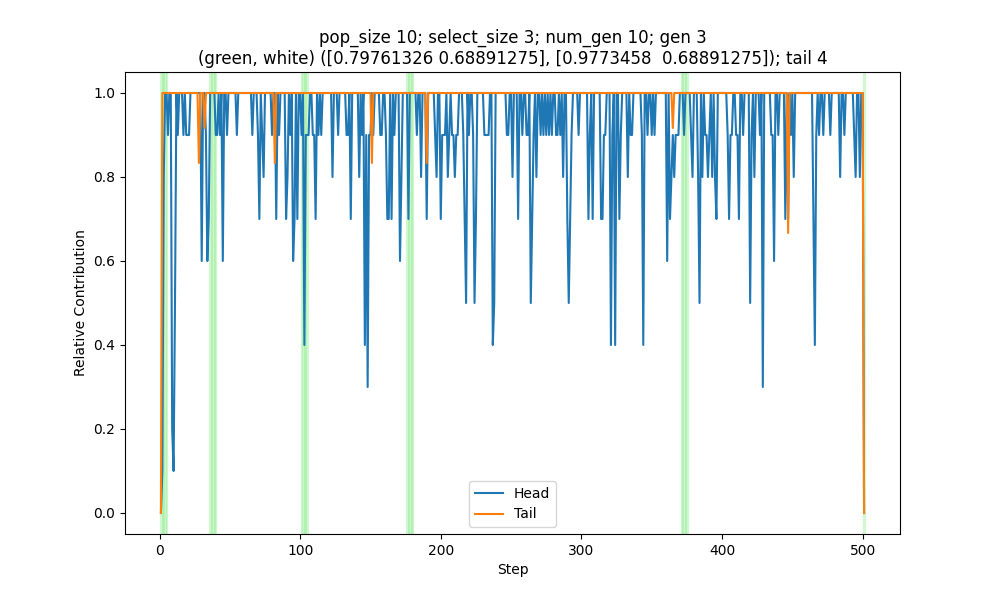 pop_size 10; select_size 3; num_gen 10; gen 3
(green, white) ([0.79761326 0.68891275], [0.9773458  0.68891275]); tail 4
1.0
0.8
0.6
0.4
0.2
0.0
Relative Contribution
Head
Tail
0
100
200
300
400
500
Step